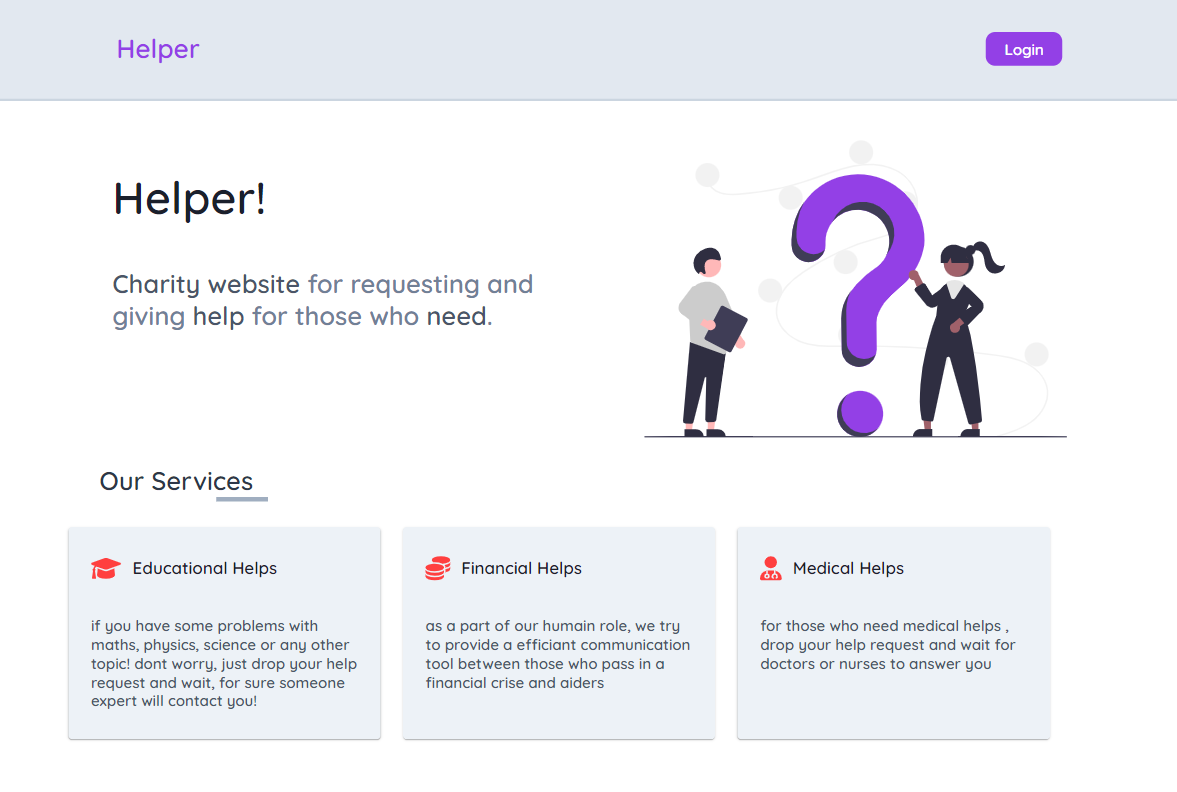 Helper
Login
Helper!
Charity website for requesting and
giving help for those who need.
Our Services
Educational Helps
if you have some problems with
maths, physics, science or any other
topic! dont worry, just drop your help
request and wait, for sure someone
expert will contact you!
Financial Helps
as a part of our humain role, we try
to provide a efficiant communication
tool between those who pass in a
financial crise and aiders
Medical Helps
for those who need medical helps ,
drop your help request and wait for
doctors or nurses to answer you